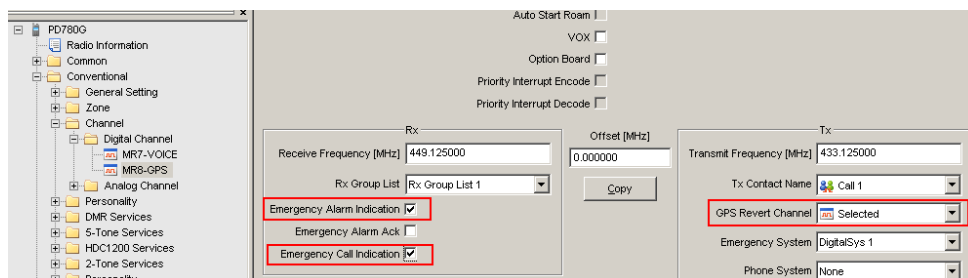 PD780G
Radio Information
Common
Conventional
General Setting
Zone
Channel
Digital Channel
MR7-VOICE
MR8-GPS
Analog Channel
Personality
DMR Services
5-Tone Services
HDC1200 Services
2-Tone Services
Personality
Auto Start Roam
VOX
Option Board
Priority Interrupt Encode
Priority Interrupt Decode
Rx
Receive Frequency [MHz] 449.125000
Rx Group List Rx Group List 1
Emergency Alarm Indication
Emergency Alarm Ack
Emergency Call Indication
Offset [MHz]
0.000000
Copy
Tx
Transmit Frequency [MHz] 433.125000
Tx Contact Name Call 1
GPS Revert Channel Selected
Emergency System DigitalSys 1
Phone System None